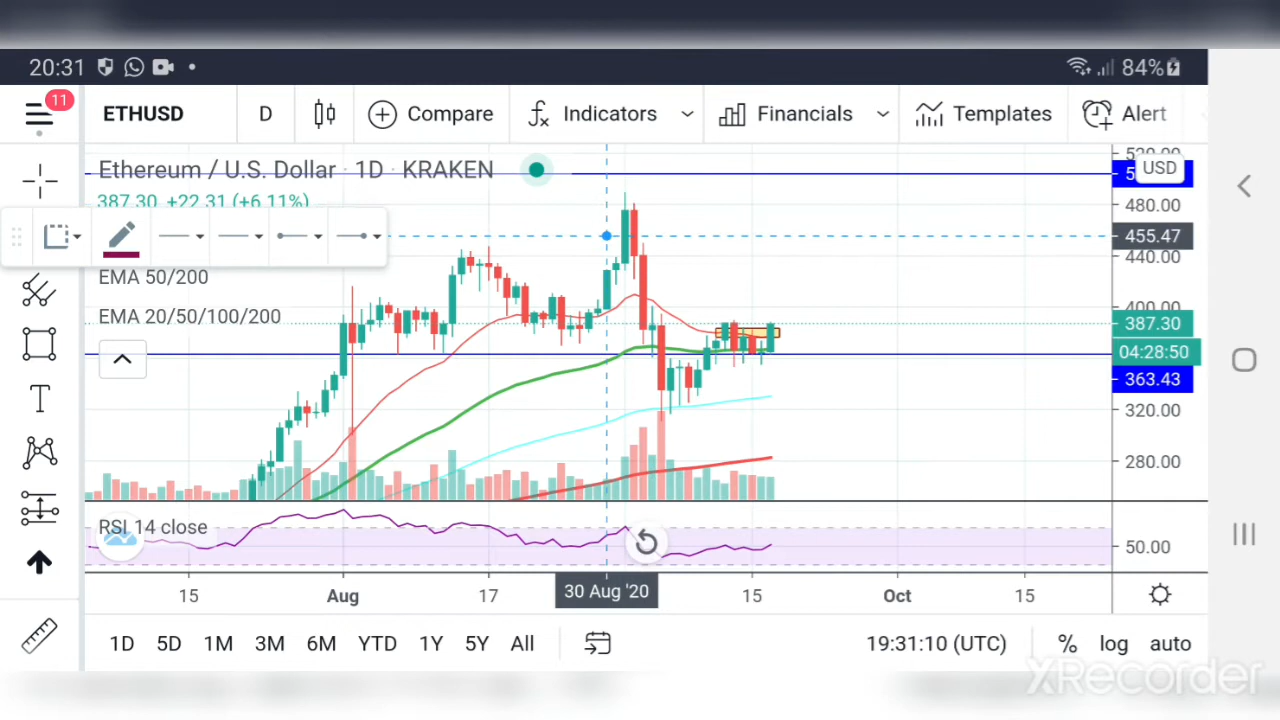 20:31 84%
11
ETHUSD D Compare Indicators Financials Templates Alert
Ethereum / U.S. Dollar · 1D · KRAKEN
387.30 +22.31 (+6.11%)
EMA 50/200
EMA 20/50/100/200
520.00
USD
480.00
455.47
440.00
400.00
387.30
04:28:50
363.43
320.00
280.00
RSI 14 close
50.00
15 Aug 17 30 Aug '20 15 Oct 15
1D 5D 1M 3M 6M YTD 1Y 5Y All 19:31:10 (UTC) % log auto
XRecorder